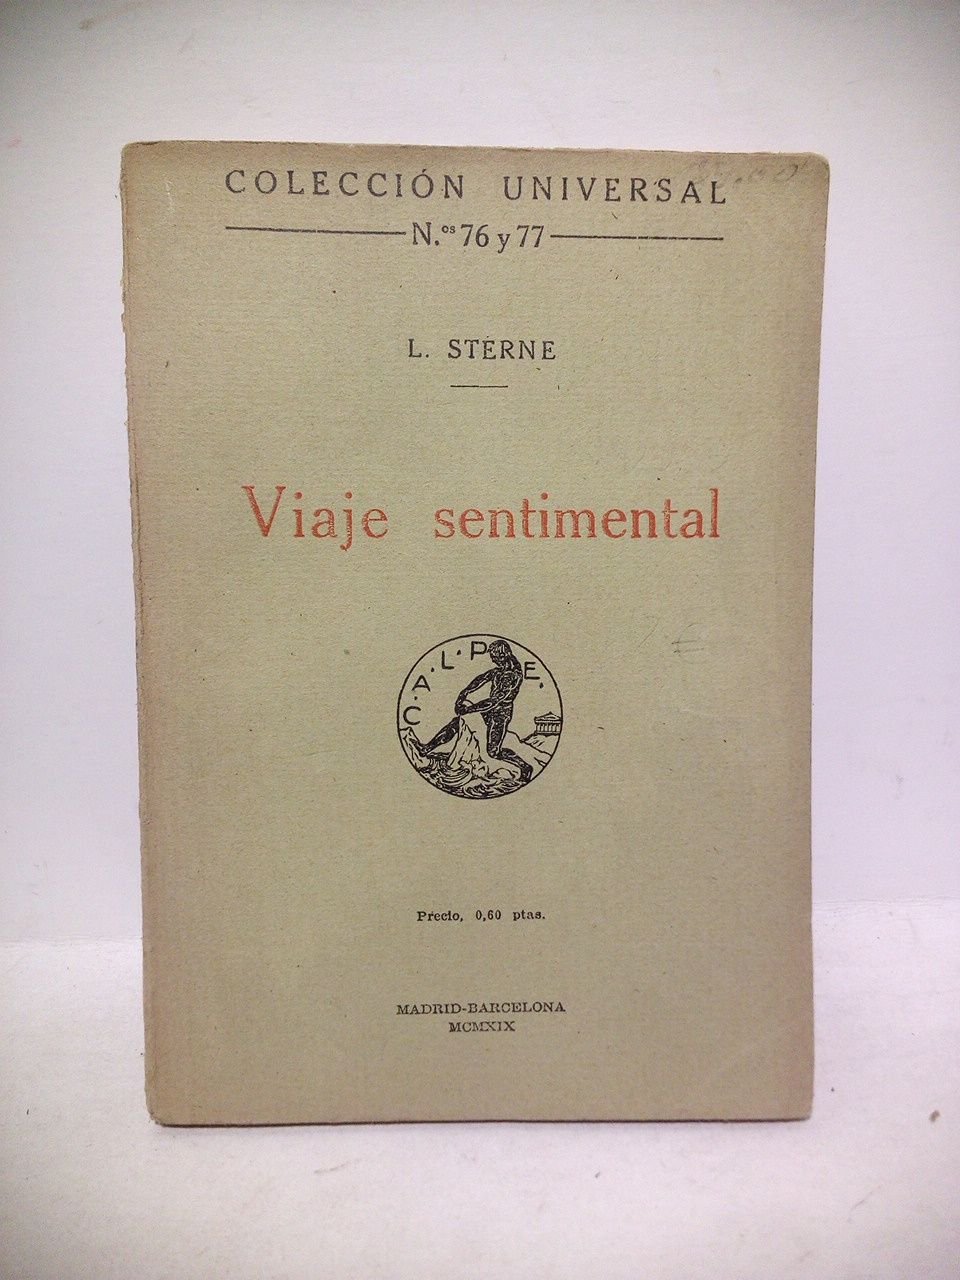 COLECCIÓN UNIVERSAL
N.os 76 y 77
L. STERNE
Viaje sentimental
C·A·L·P·E·
Precio, 0,60 ptas.
MADRID-BARCELONA
MCMXIX